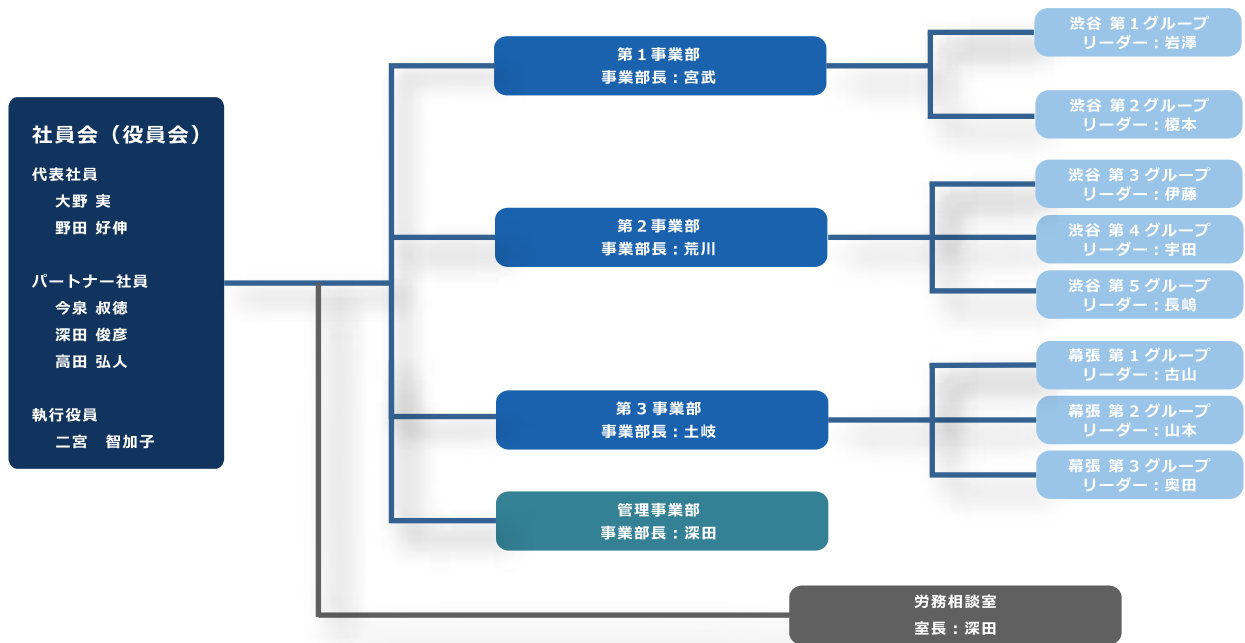 社員会（役員会）
代表社員
大野 実
野田 好伸
パートナー社員
今泉 叔徳
深田 俊彦
高田 弘人
執行役員
二宮　智加子
第１事業部
事業部長：宮武
渋谷 第１グループ
リーダー：岩澤
渋谷 第２グループ
リーダー：榎本
第２事業部
事業部長：荒川
渋谷 第３グループ
リーダー：伊藤
渋谷 第４グループ
リーダー：宇田
渋谷 第５グループ
リーダー：長嶋
第３事業部
事業部長：土岐
幕張 第１グループ
リーダー：古山
幕張 第２グループ
リーダー：山本
幕張 第３グループ
リーダー：奥田
管理事業部
事業部長：深田
労務相談室
室長：深田